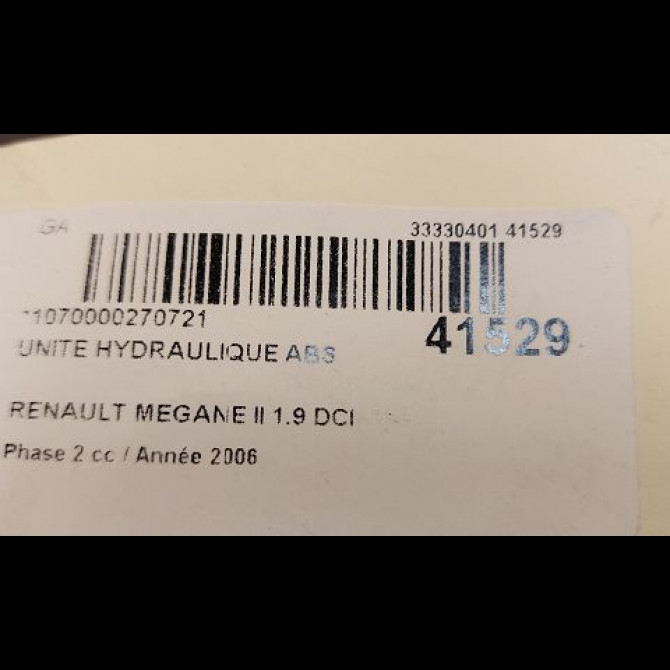 GA
33330401 41529
*1070000270721
41529
UNITE HYDRAULIQUE ABS
RENAULT MEGANE II 1.9 DCI
Phase 2 cc / Année 2006